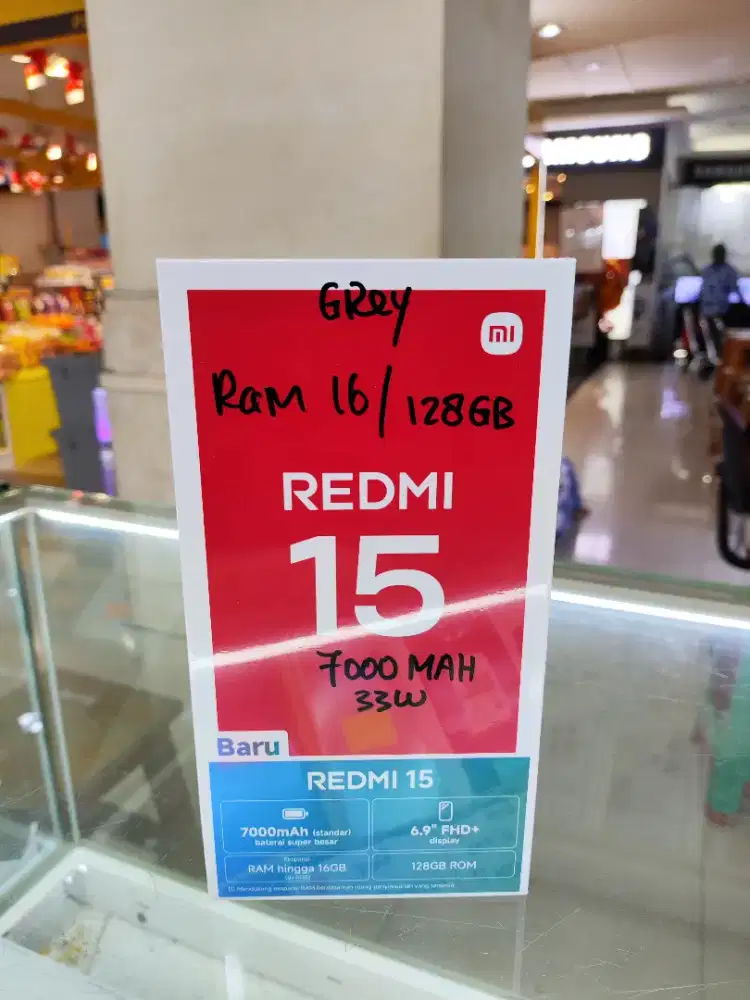 GRey
mi
RaM 16/128GB
REDMI
15
7000 MAH
33W
Baru
REDMI 15
7000mAh (standar)
baterai super besar
6.9" FHD+
display
RAM hingga 16GB
128GB ROM